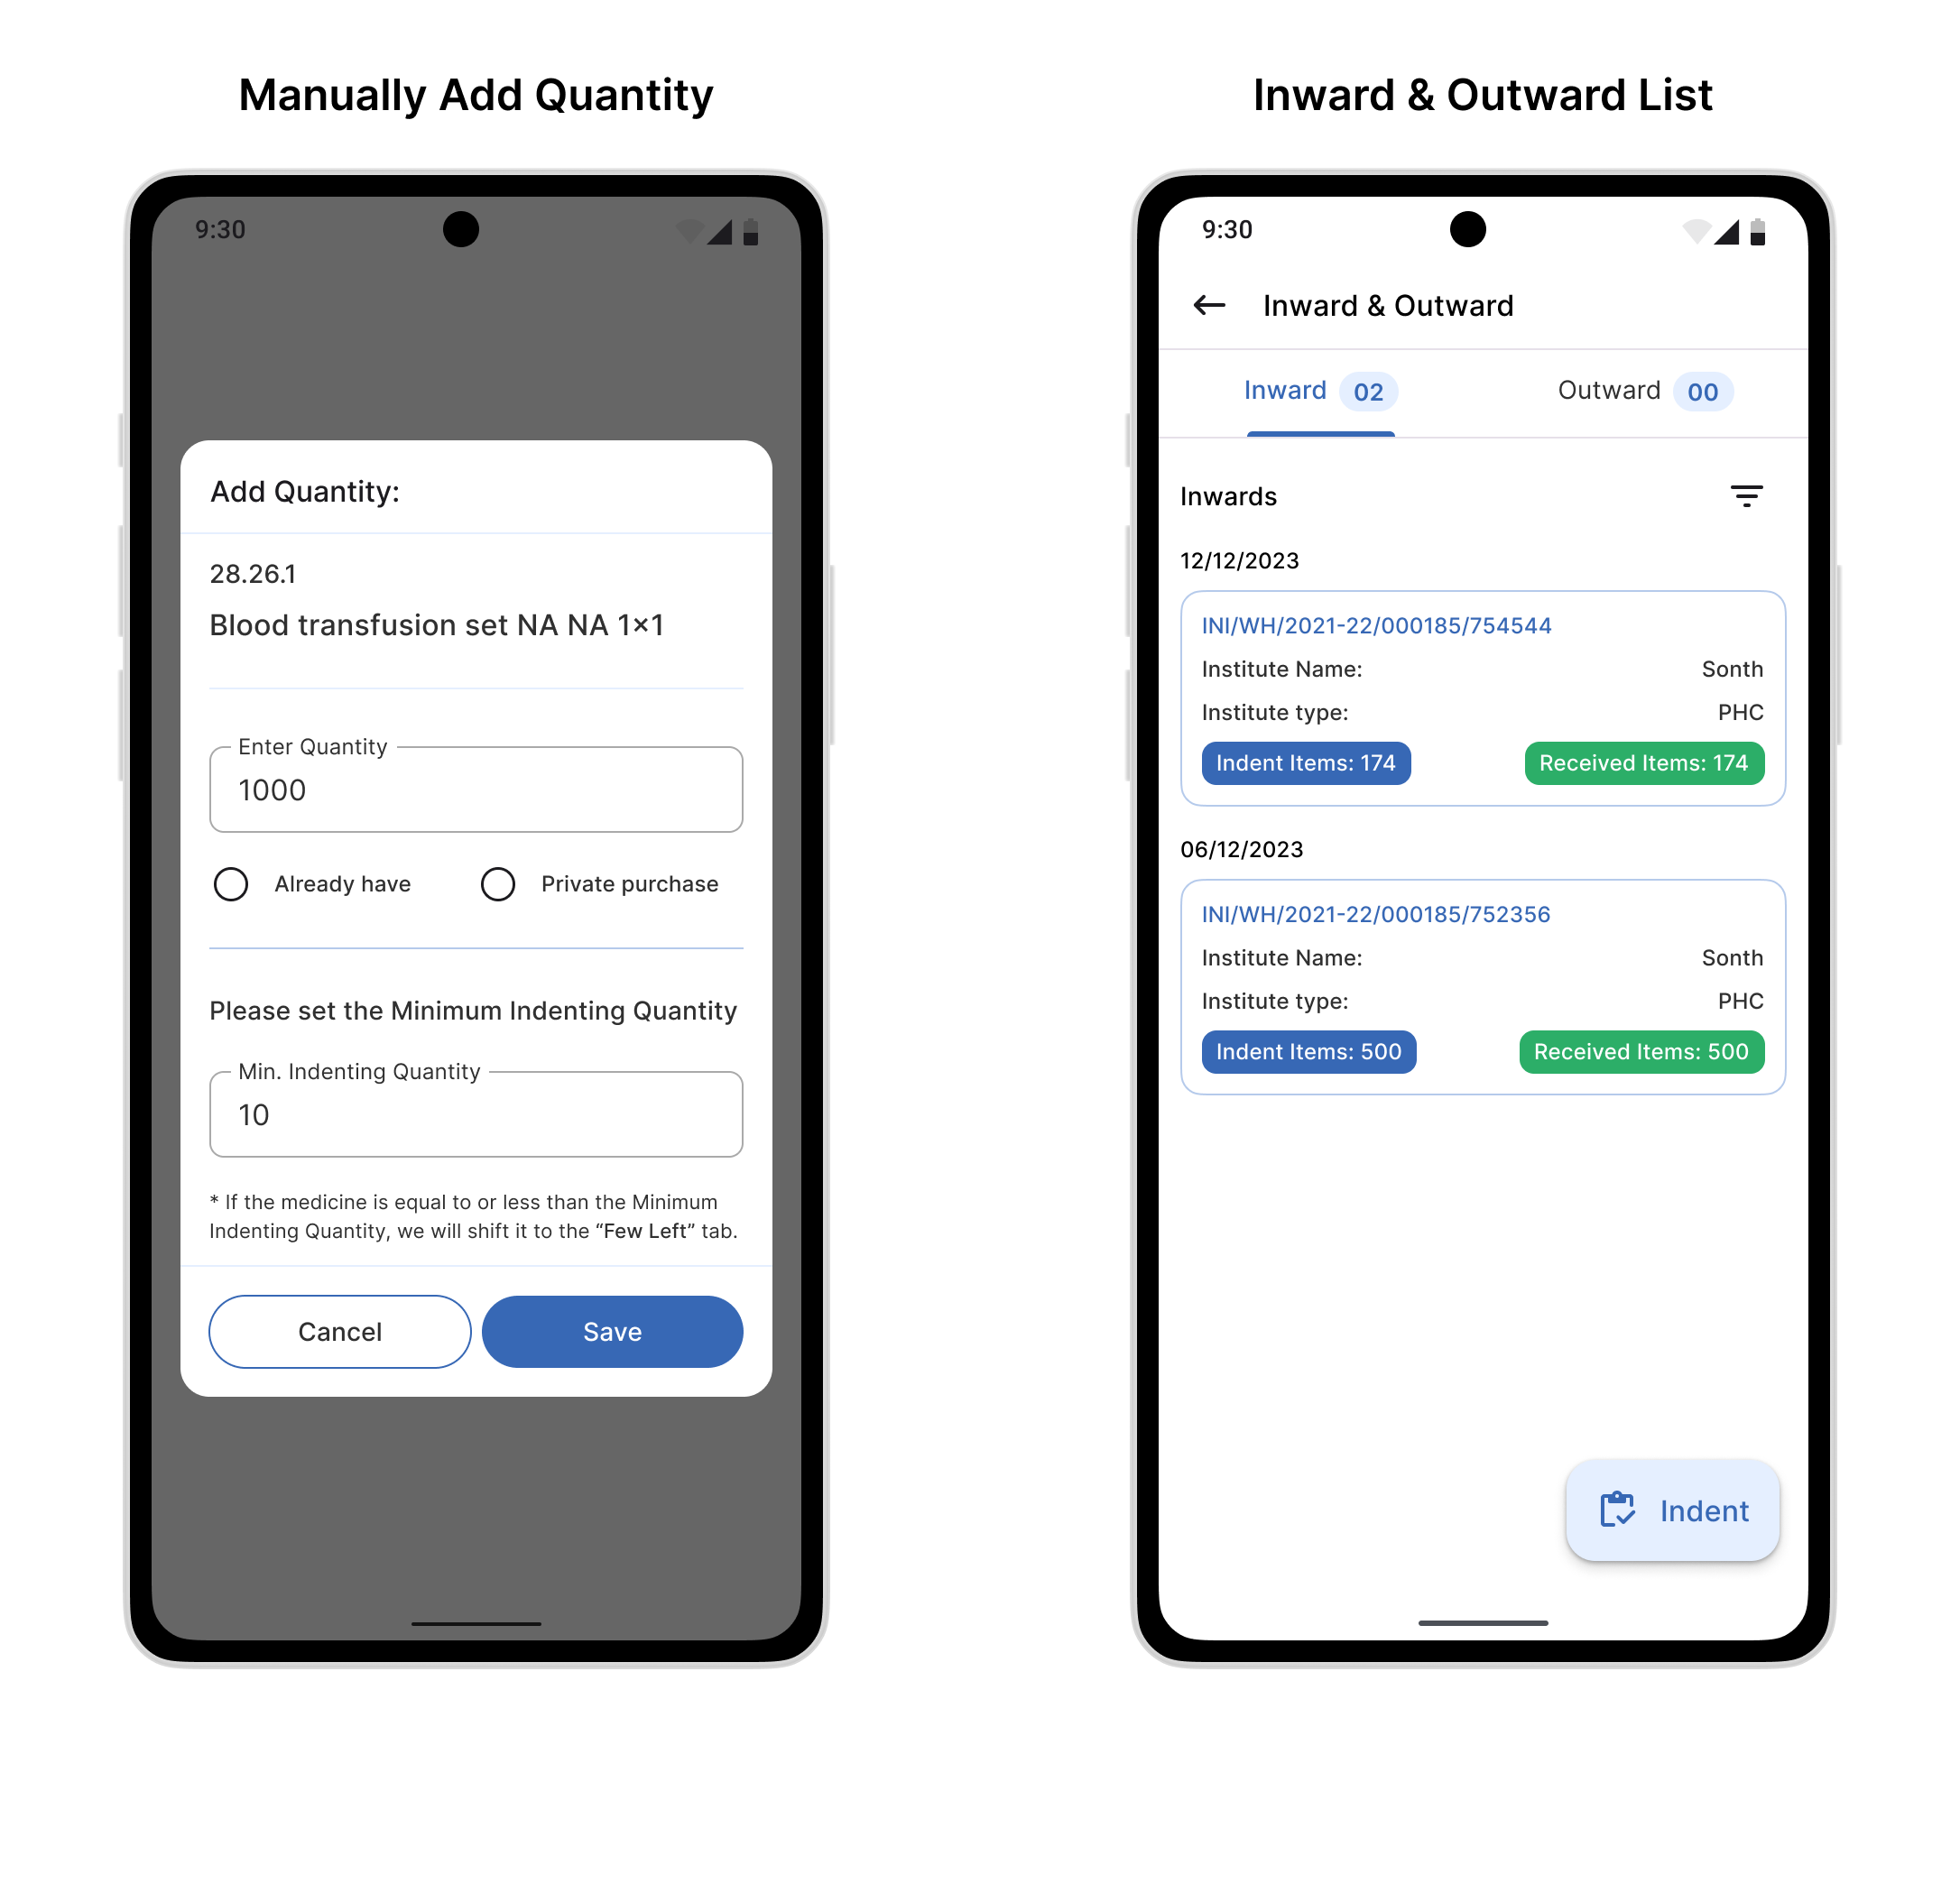 Manually Add Quantity
9:30
Add Quantity:
28.26.1
Blood transfusion set NA NA 1×1
Enter Quantity
1000
Already have
Private purchase
Please set the Minimum Indenting Quantity
Min. Indenting Quantity
10
* If the medicine is equal to or less than the Minimum
Indenting Quantity, we will shift it to the “Few Left” tab.
Cancel
Save
Inward & Outward List
9:30
Inward & Outward
Inward 02
Outward 00
Inwards
12/12/2023
INI/WH/2021-22/000185/754544
Institute Name: Sonth
Institute type: PHC
Indent Items: 174
Received Items: 174
06/12/2023
INI/WH/2021-22/000185/752356
Institute Name: Sonth
Institute type: PHC
Indent Items: 500
Received Items: 500
Indent